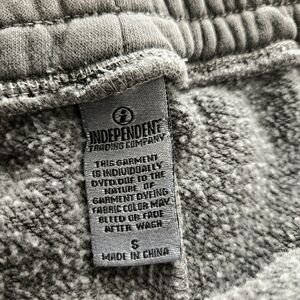 INDEPENDENT
TRADING COMPANY
THIS GARMENT
IS INDIVIDUALLY
DYED. DUE TO THE
NATURE OF
GARMENT DYEING
FABRIC COLOR MAY
BLEED OR FADE
AFTER WASH
S
MADE IN CHINA